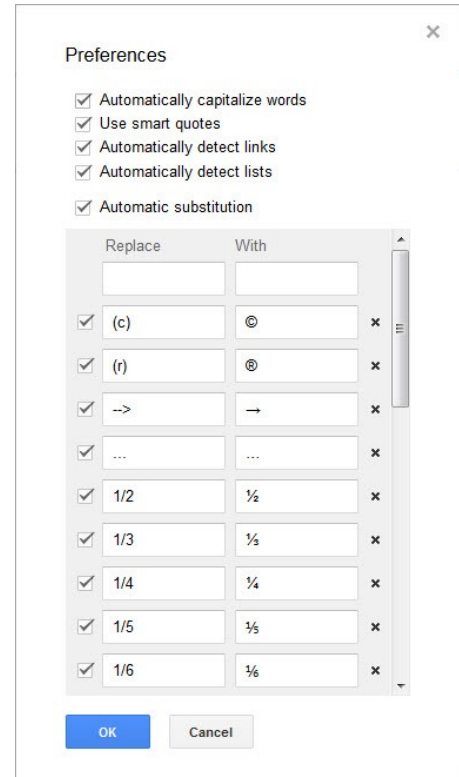 Preferences
Automatically capitalize words
Use smart quotes
Automatically detect links
Automatically detect lists
Automatic substitution
Replace With
(c) ©
(r) ®
--> →
... …
1/2 ½
1/3 ⅓
1/4 ¼
1/5 ⅕
1/6 ⅙
OK Cancel